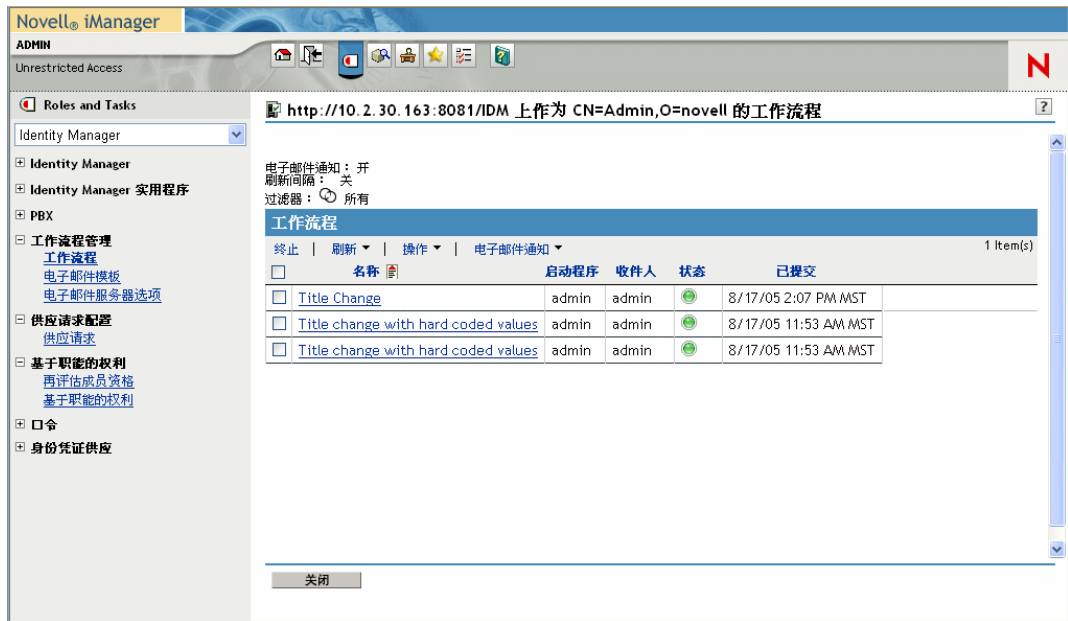 Novell® iManager
ADMIN
Unrestricted Access
N
Roles and Tasks
Identity Manager
Identity Manager
Identity Manager 实用程序
PBX
工作流程管理
工作流程
电子邮件模板
电子邮件服务器选项
供应请求配置
供应请求
基于职能的权利
再评估成员资格
基于职能的权利
口令
身份凭证供应
http://10.2.30.163:8081/IDM 上作为 CN=Admin,O=novell 的工作流程
?
电子邮件通知： 开
刷新间隔： 关
过滤器： 所有
工作流程
终止 | 刷新 | 操作 | 电子邮件通知 1 Item(s)
名称 启动程序 收件人 状态 已提交
Title Change admin admin 8/17/05 2:07 PM MST
Title change with hard coded values admin admin 8/17/05 11:53 AM MST
Title change with hard coded values admin admin 8/17/05 11:53 AM MST
关闭